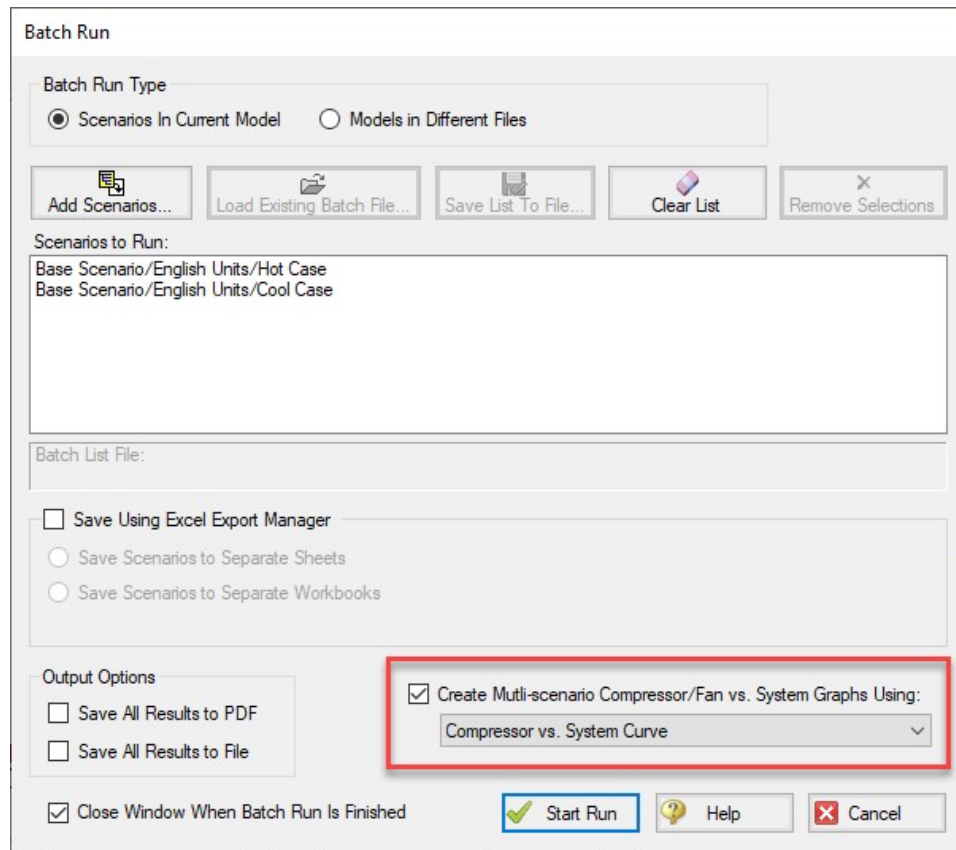 Batch Run
Batch Run Type
Scenarios In Current Model
Models in Different Files
Add Scenarios...
Load Existing Batch File...
Save List To File...
Clear List
Remove Selections
Scenarios to Run:
Base Scenario/English Units/Hot Case
Base Scenario/English Units/Cool Case
Batch List File:
Save Using Excel Export Manager
Save Scenarios to Separate Sheets
Save Scenarios to Separate Workbooks
Output Options
Save All Results to PDF
Save All Results to File
Create Mutli-scenario Compressor/Fan vs. System Graphs Using:
Compressor vs. System Curve
Close Window When Batch Run Is Finished
Start Run
Help
Cancel